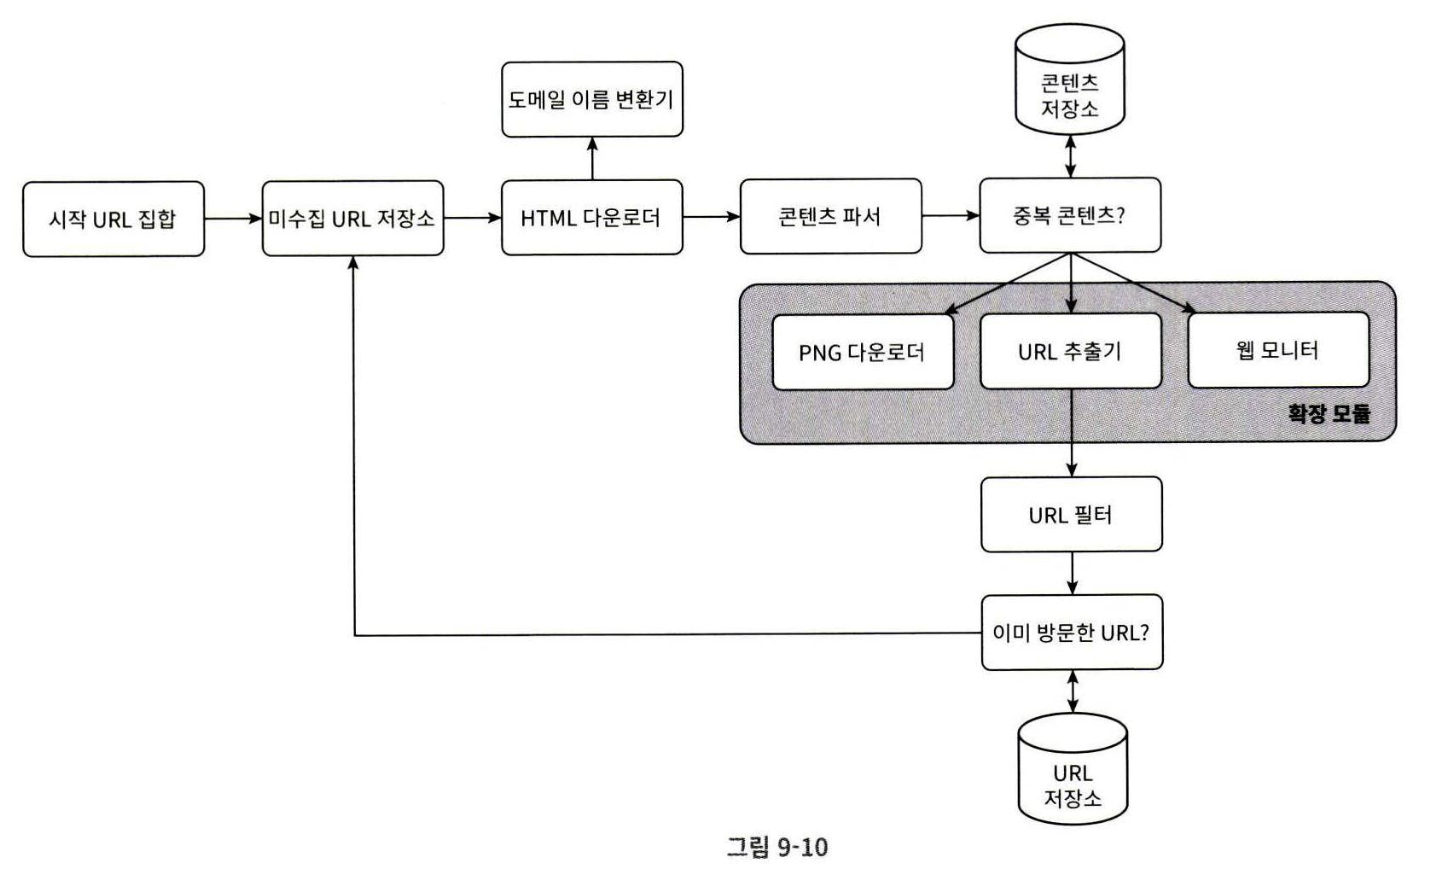 콘텐츠
저장소
도메일 이름 변환기
시작 URL 집합
미수집 URL 저장소
HTML 다운로더
콘텐츠 파서
중복 콘텐츠?
PNG 다운로더
URL 추출기
웹 모니터
확장 모듈
URL 필터
이미 방문한 URL?
URL
저장소
그림 9-10